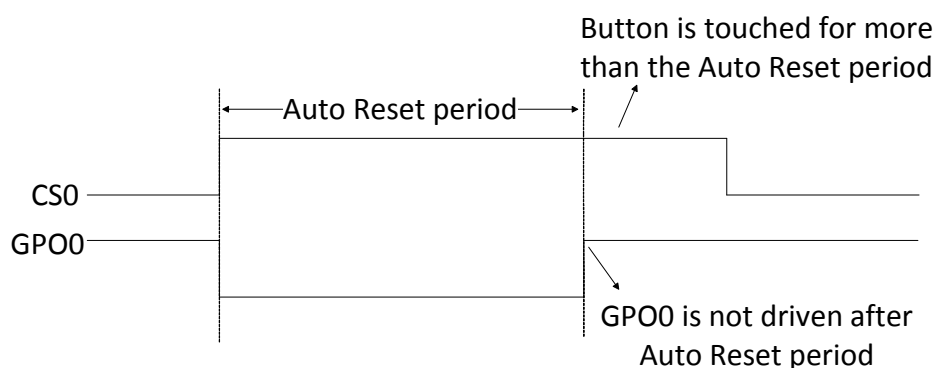 Button is touched for more
than the Auto Reset period
Auto Reset period
CS0
GPO0
GPO0 is not driven after
Auto Reset period